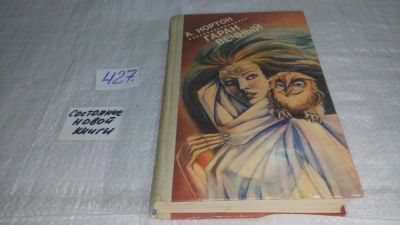 А. НОРТОН
ГАРАН
ВЕЧНЫЙ
427.
СОСТОЯНИЕ
НОВОЙ
КНИГИ